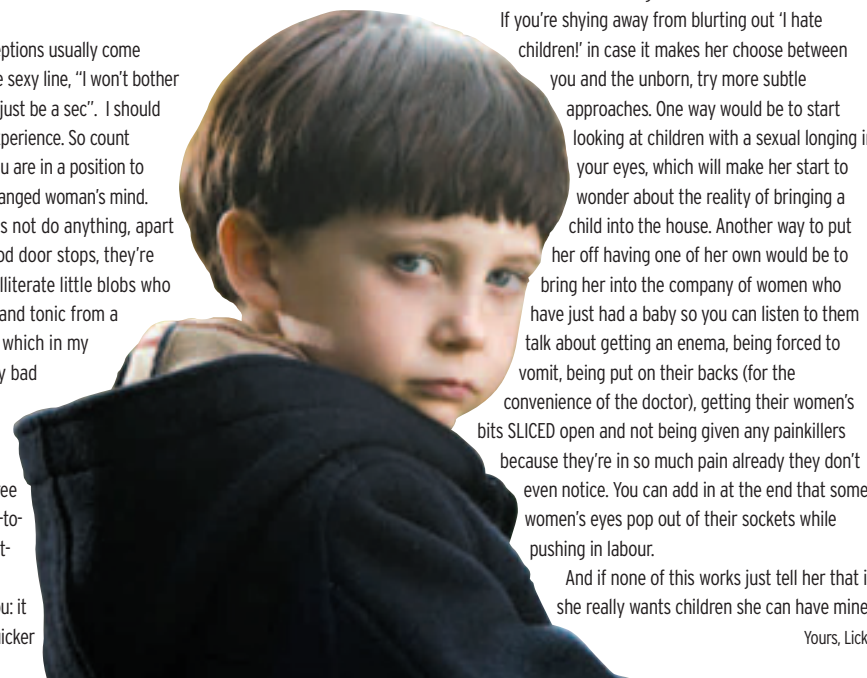 eptions usually come
e sexy line, “I won’t bother
just be a sec”. I should
xperience. So count
u are in a position to
anged woman’s mind.
s not do anything, apart
od door stops, they’re
lliterate little blobs who
and tonic from a
which in my
y bad
ee
-to-
t-
ou: it
icker
If you’re shying away from blurting out ‘I hate
children!’ in case it makes her choose between
you and the unborn, try more subtle
approaches. One way would be to start
looking at children with a sexual longing i
your eyes, which will make her start to
wonder about the reality of bringing a
child into the house. Another way to put
her off having one of her own would be to
bring her into the company of women who
have just had a baby so you can listen to them
talk about getting an enema, being forced to
vomit, being put on their backs (for the
convenience of the doctor), getting their women’s
bits SLICED open and not being given any painkillers
because they’re in so much pain already they don’t
even notice. You can add in at the end that some
women’s eyes pop out of their sockets while
pushing in labour.
And if none of this works just tell her that i
she really wants children she can have mine
Yours, Lick